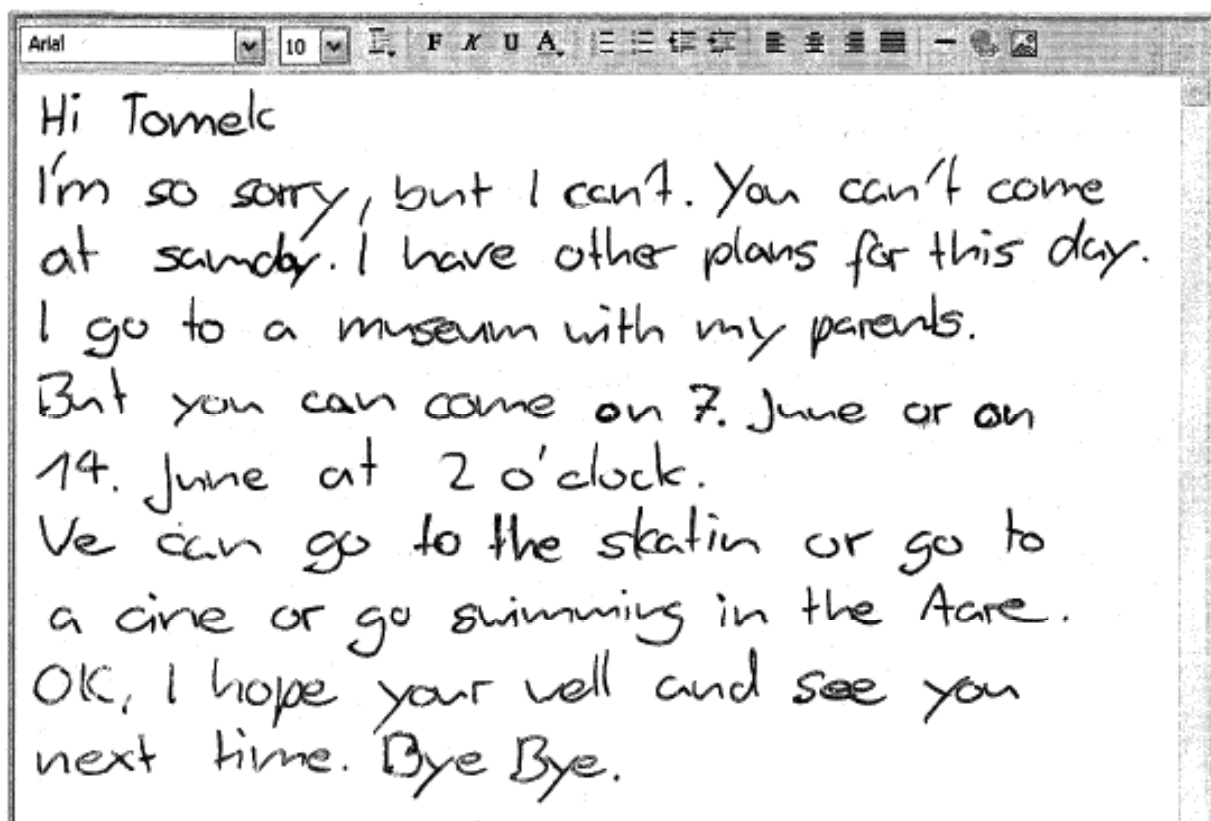 Arial 10 F K U A
Hi Tomek
I'm so sorry, but I can't. You can't come
at samday. I have other plans for this day.
I go to a museum with my parents.
But you can come on 7. June or on
14. June at 2 o'clock.
Ve can go to the skatin or go to
a cine or go swimming in the Aare.
OK, I hope your vell and see you
next time. Bye Bye.